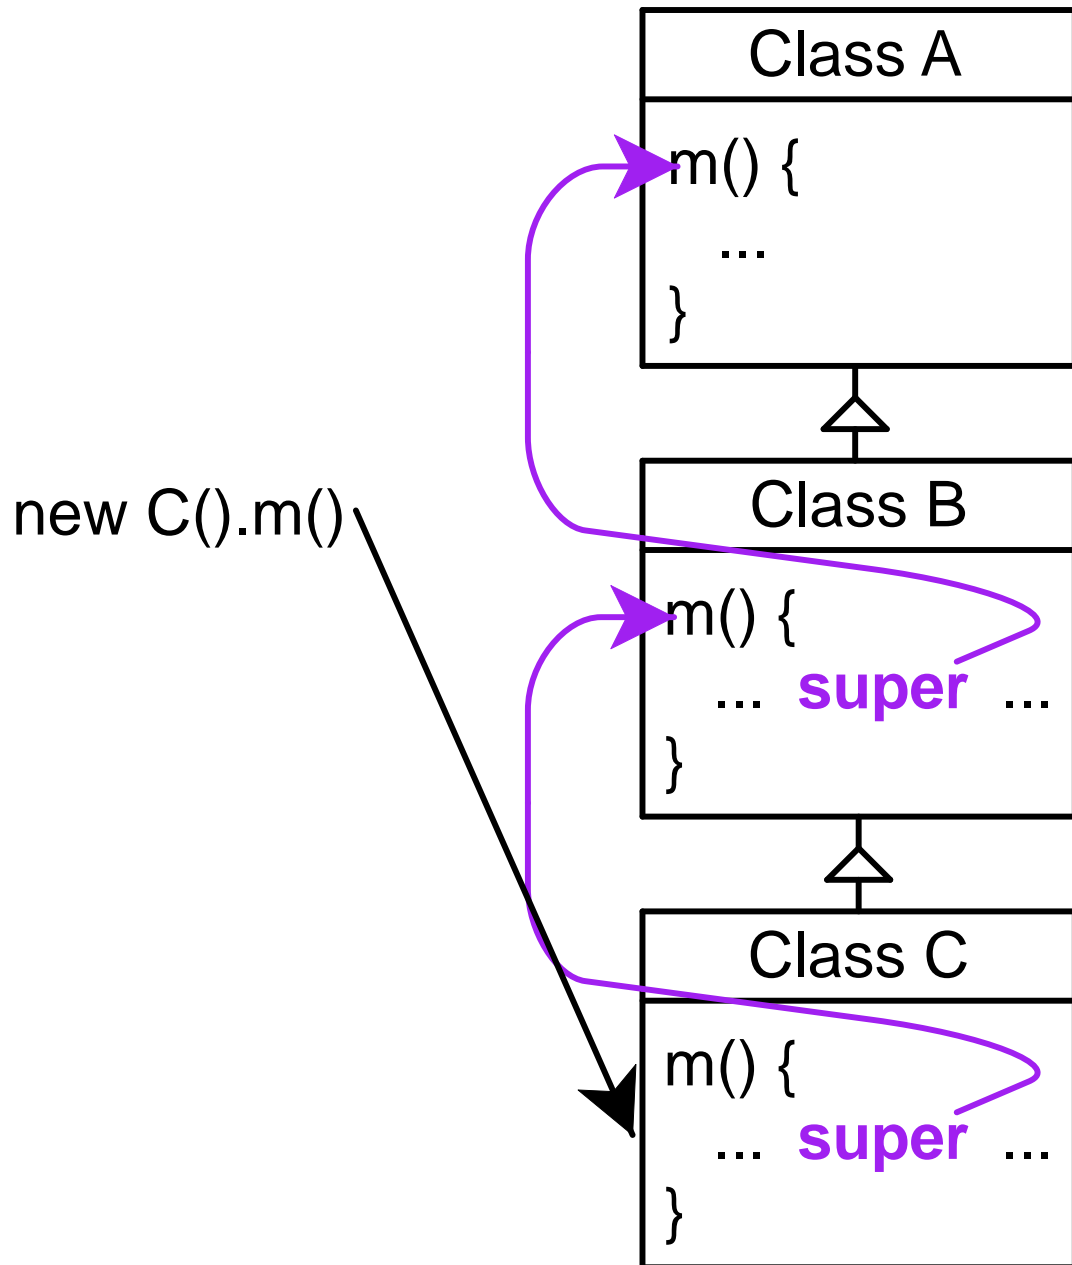 Class A
m() {
...
}
new C().m()
Class B
m() {
... super ...
}
Class C
m() {
... super ...
}